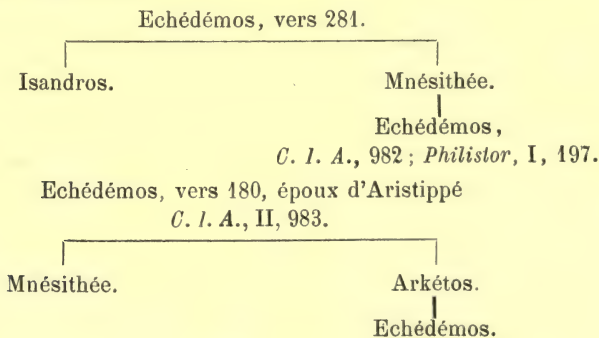 Echédémos, vers 281.
Isandros. Mnésithée.
Echédémos,
C. I. A., 982 ; Philistor, I, 197.
Echédémos, vers 180, époux d'Aristippé
C. I. A., II, 983.
Mnésithée. Arkétos.
Echédémos.